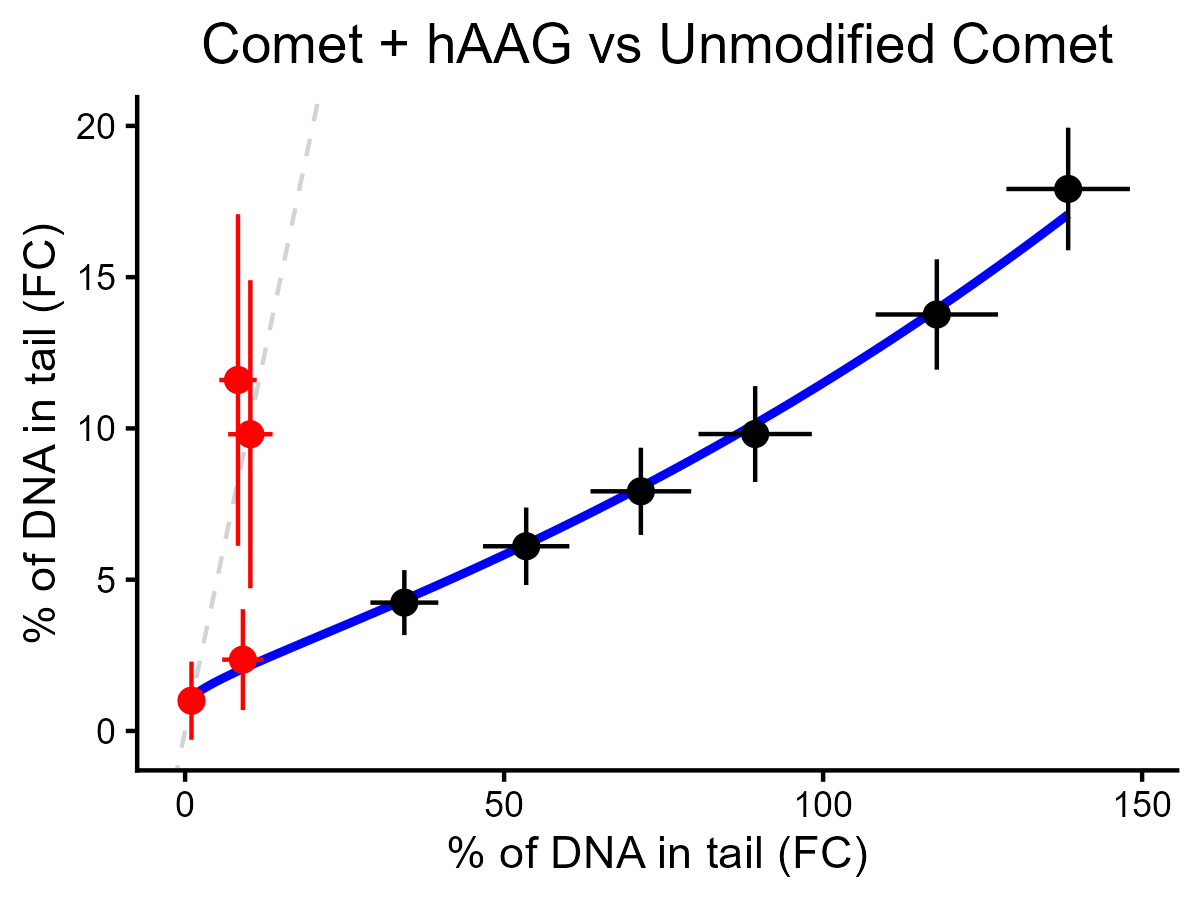 Comet + hAAG vs Unmodified Comet
% of DNA in tail (FC)
20
15
10
5
0
0 50 100 150
% of DNA in tail (FC)